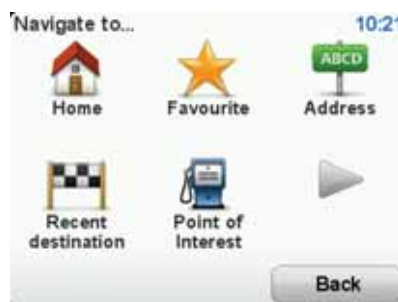 Navigate to... 10:21
ABCD
Home Favourite Address
Recent Point of
destination Interest
Back